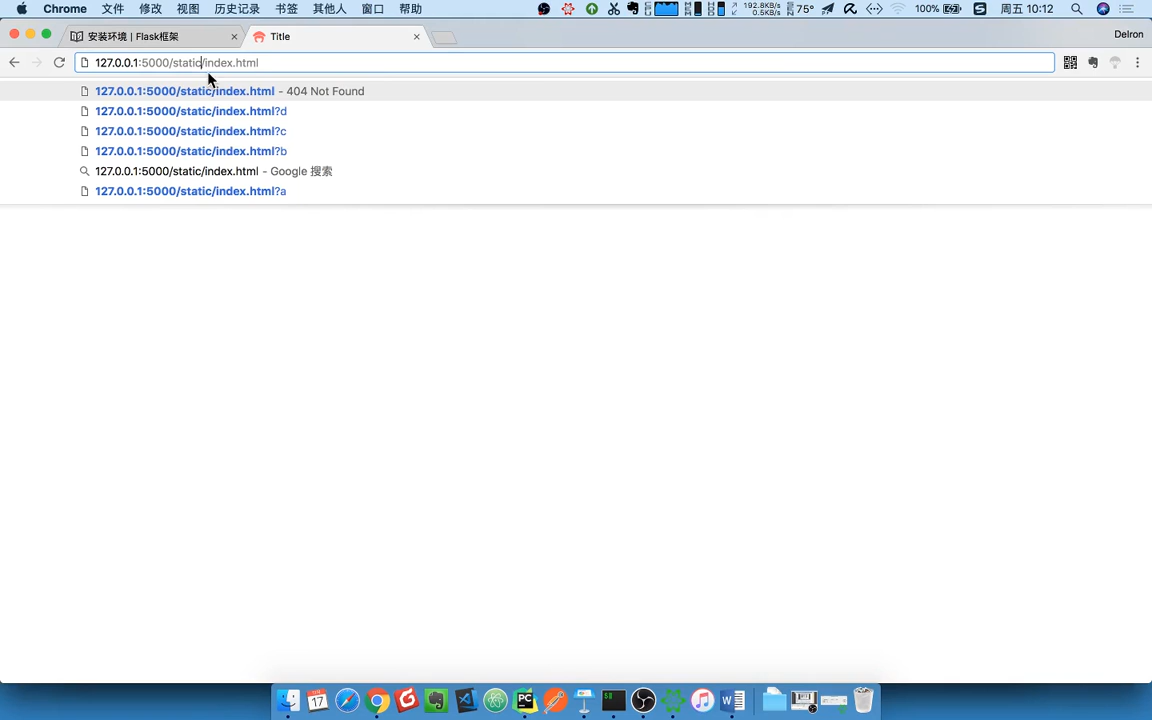 Chrome 文件 修改 视图 历史记录 书签 其他人 窗口 帮助 192.8KB/s 0.5KB/s 75° 100% 周五 10:12
安装环境 | Flask框架 Title Delron
127.0.0.1:5000/static/index.html
127.0.0.1:5000/static/index.html - 404 Not Found
127.0.0.1:5000/static/index.html?d
127.0.0.1:5000/static/index.html?c
127.0.0.1:5000/static/index.html?b
127.0.0.1:5000/static/index.html - Google 搜索
127.0.0.1:5000/static/index.html?a
17 PC W